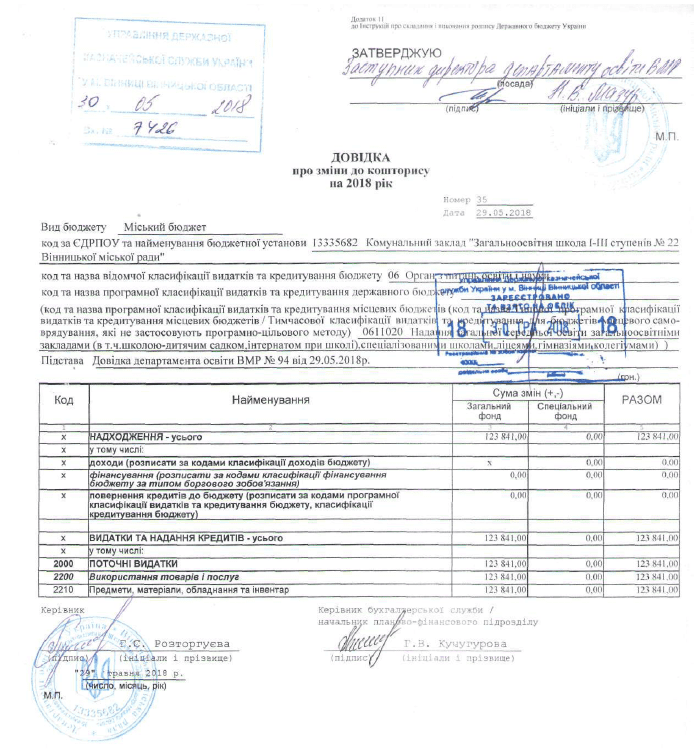 Додаток 11
до Інструкцій про складання і виконання розпису Державного бюджету України
УПРАВЛІННЯ ДЕРЖАВНОЇ
КАЗНАЧЕЙСЬКОЇ СЛУЖБИ УКРАЇНИ
У М. ВІННИЦІ ВІННИЦЬКОЇ ОБЛАСТІ
30 05 2018
Вх. № 7426
ЗАТВЕРДЖУЮ
Заступник директора департаменту освіти ВМР
(посада)
Н.В. Мазур
(підпис) (ініціали і прізвище)
М.П.
ДОВІДКА
про зміни до кошторису
на 2018 рік
Номер 35
Дата 29.05.2018
Вид бюджету Міський бюджет
код за ЄДРПОУ та найменування бюджетної установи 13335682 Комунальний заклад "Загальноосвітня школа І-ІІІ ступенів № 22
Вінницької міської ради"
код та назва відомчої класифікації видатків та кредитування бюджету 06 Орган з питань освіти і науки
код та назва програмної класифікації видатків та кредитування державного бюджету
(код та назва програмної класифікації видатків та кредитування місцевих бюджетів (код та назва програмної класифікації
видатків та кредитування місцевих бюджетів / Тимчасової класифікації видатків та кредитування для бюджетів місцевого само-
врядування, які не застосовують програмно-цільового методу) 0611020 Надання загальної середньої освіти загальноосвітніми
закладами (в т.ч.школою-дитячим садком,інтернатом при школі),спеціалізованими школами,ліцеями,гімназіями,колегіумами) )
управління державної казначейської
служби України у м. Вінниці Вінницької області
ЗАРЕЄСТРОВАНО
ТА ВЗЯТО НА ОБЛІК
18 18
Підстава Довідка департамента освіти ВМР № 94 від 29.05.2018р.
(грн.)
Код Найменування Сума змін (+,-) РАЗОМ
Загальний фонд Спеціальний фонд
1 2 3 4 5
x НАДХОДЖЕННЯ - усього 123 841,00 0,00 123 841,00
x у тому числі:
x доходи (розписати за кодами класифікації доходів бюджету) x 0,00 0,00
x фінансування (розписати за кодами класифікації фінансування 0,00 0,00 0,00
бюджету за типом боргового зобов'язання)
x повернення кредитів до бюджету (розписати за кодами програмної 0,00 0,00 0,00
класифікації видатків та кредитування бюджету, класифікації
кредитування бюджету)
x ВИДАТКИ ТА НАДАННЯ КРЕДИТІВ - усього 123 841,00 0,00 123 841,00
x у тому числі:
2000 ПОТОЧНІ ВИДАТКИ 123 841,00 0,00 123 841,00
2200 Використання товарів і послуг 123 841,00 0,00 123 841,00
2210 Предмети, матеріали, обладнання та інвентар 123 841,00 0,00 123 841,00
Керівник Керівник бухгалтерської служби /
начальник планово-фінансового підрозділу
Е.С. Розторгуєва Г.В. Кучугурова
(підпис) (ініціали і прізвище) (підпис) (ініціали і прізвище)
"29" травня 2018 р.
(число, місяць, рік)
М.П.
13335682